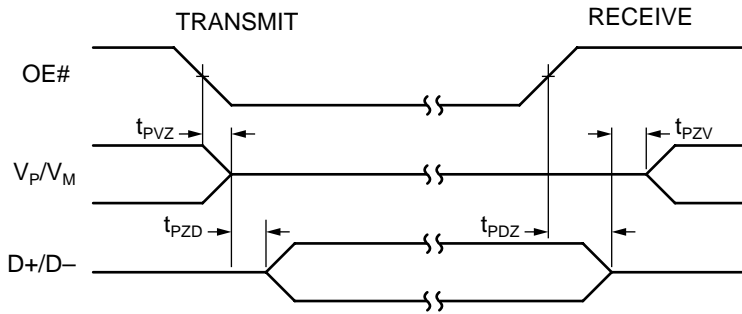 TRANSMIT
RECEIVE
OE#
tPVZ
tPZV
VP/VM
tPZD
tPDZ
D+/D–